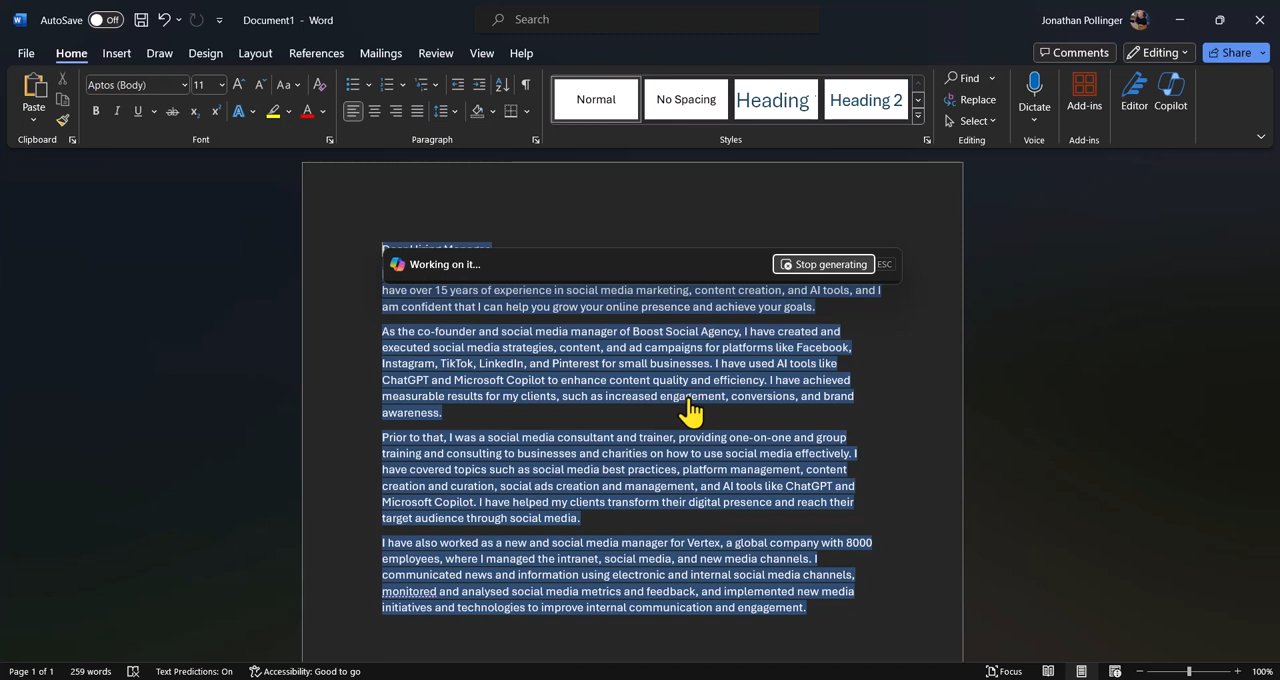 AutoSave Off Document1 - Word Search Jonathan Pollinger
File Home Insert Draw Design Layout References Mailings Review View Help Comments Editing Share
Paste Aptos (Body) 11 Aa Normal No Spacing Heading 1 Heading 2 Find Replace Select Dictate Add-ins Editor Copilot
Clipboard Font Paragraph Styles Editing Voice Add-ins
Dear Hiring Manager
Working on it... Stop generating ESC
have over 15 years of experience in social media marketing, content creation, and AI tools, and I
am confident that I can help you grow your online presence and achieve your goals.
As the co-founder and social media manager of Boost Social Agency, I have created and
executed social media strategies, content, and ad campaigns for platforms like Facebook,
Instagram, TikTok, LinkedIn, and Pinterest for small businesses. I have used AI tools like
ChatGPT and Microsoft Copilot to enhance content quality and efficiency. I have achieved
measurable results for my clients, such as increased engagement, conversions, and brand
awareness.
Prior to that, I was a social media consultant and trainer, providing one-on-one and group
training and consulting to businesses and charities on how to use social media effectively. I
have covered topics such as social media best practices, platform management, content
creation and curation, social ads creation and management, and AI tools like ChatGPT and
Microsoft Copilot. I have helped my clients transform their digital presence and reach their
target audience through social media.
I have also worked as a new and social media manager for Vertex, a global company with 8000
employees, where I managed the intranet, social media, and new media channels. I
communicated news and information using electronic and internal social media channels,
monitored and analysed social media metrics and feedback, and implemented new media
initiatives and technologies to improve internal communication and engagement.
Page 1 of 1 259 words Text Predictions: On Accessibility: Good to go Focus 100%